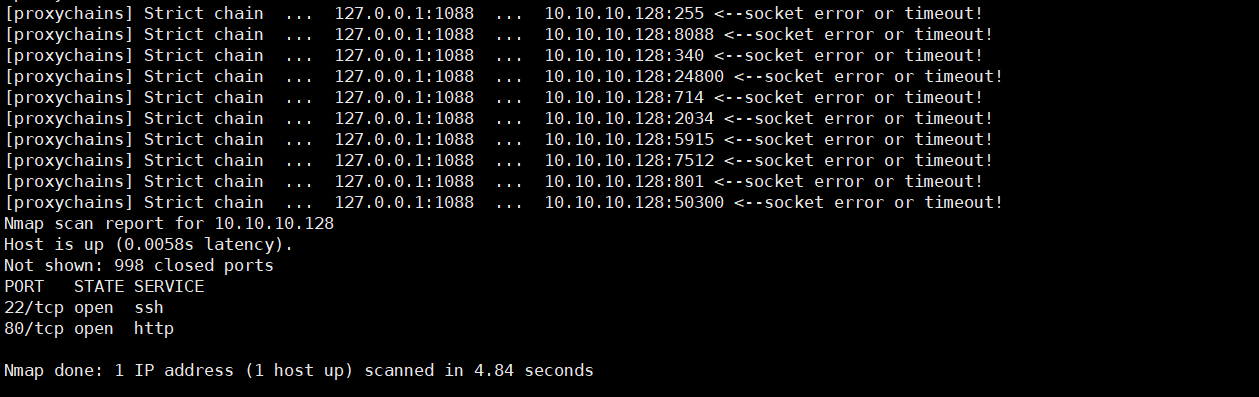 [proxychains] Strict chain  ...  127.0.0.1:1088  ...  10.10.10.128:255 <--socket error or timeout!
[proxychains] Strict chain  ...  127.0.0.1:1088  ...  10.10.10.128:8088 <--socket error or timeout!
[proxychains] Strict chain  ...  127.0.0.1:1088  ...  10.10.10.128:340 <--socket error or timeout!
[proxychains] Strict chain  ...  127.0.0.1:1088  ...  10.10.10.128:24800 <--socket error or timeout!
[proxychains] Strict chain  ...  127.0.0.1:1088  ...  10.10.10.128:714 <--socket error or timeout!
[proxychains] Strict chain  ...  127.0.0.1:1088  ...  10.10.10.128:2034 <--socket error or timeout!
[proxychains] Strict chain  ...  127.0.0.1:1088  ...  10.10.10.128:5915 <--socket error or timeout!
[proxychains] Strict chain  ...  127.0.0.1:1088  ...  10.10.10.128:7512 <--socket error or timeout!
[proxychains] Strict chain  ...  127.0.0.1:1088  ...  10.10.10.128:801 <--socket error or timeout!
[proxychains] Strict chain  ...  127.0.0.1:1088  ...  10.10.10.128:50300 <--socket error or timeout!
Nmap scan report for 10.10.10.128
Host is up (0.0058s latency).
Not shown: 998 closed ports
PORT   STATE SERVICE
22/tcp open  ssh
80/tcp open  http

Nmap done: 1 IP address (1 host up) scanned in 4.84 seconds